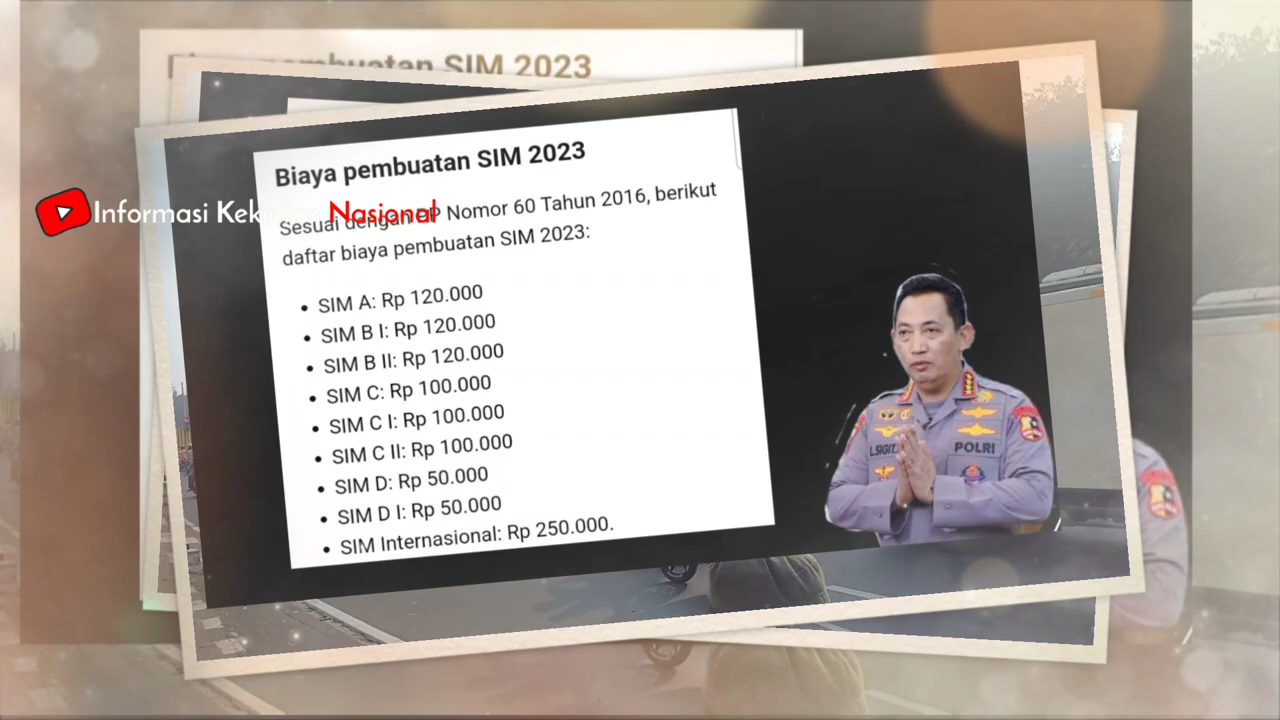 SIM 2023
Biaya pembuatan SIM 2023
Informasi Nasional
Sesuai dengan PP Nomor 60 Tahun 2016, berikut
daftar biaya pembuatan SIM 2023:
• SIM A: Rp 120.000
• SIM B I: Rp 120.000
• SIM B II: Rp 120.000
• SIM C: Rp 100.000
• SIM C I: Rp 100.000
• SIM C II: Rp 100.000
• SIM D: Rp 50.000
• SIM D I: Rp 50.000
• SIM Internasional: Rp 250.000.
POLRI